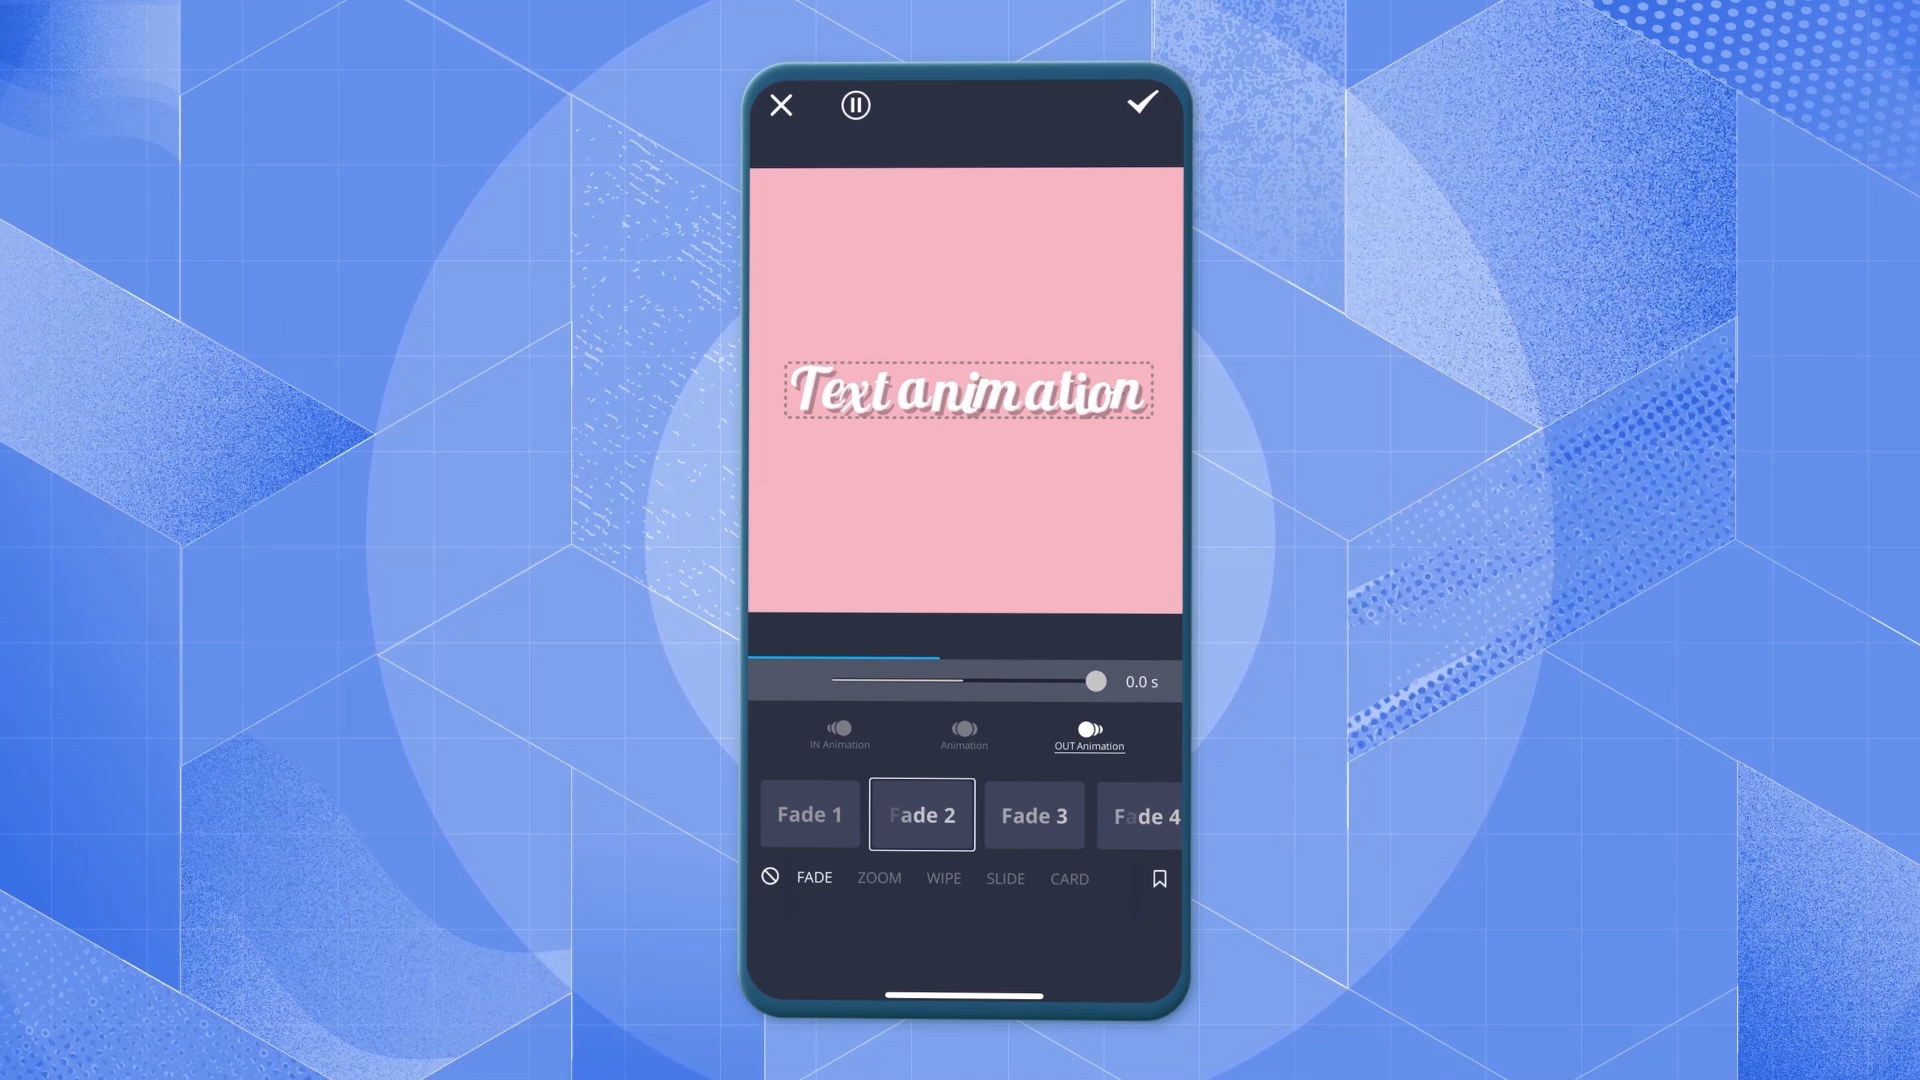 Text animation
0.0 s
IN Animation Animation OUT Animation
Fade 1 Fade 2 Fade 3 Fade 4
FADE ZOOM WIPE SLIDE CARD